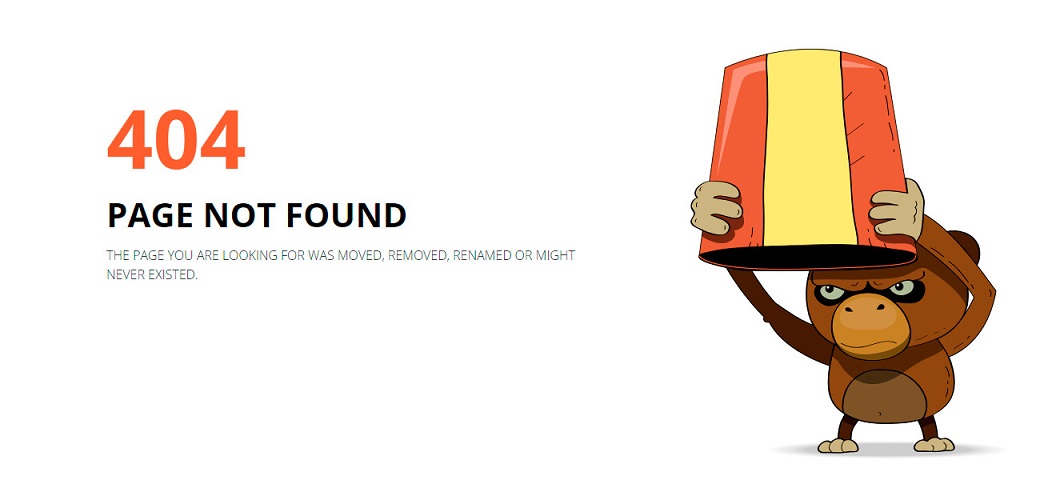 404
PAGE NOT FOUND
THE PAGE YOU ARE LOOKING FOR WAS MOVED, REMOVED, RENAMED OR MIGHT
NEVER EXISTED.